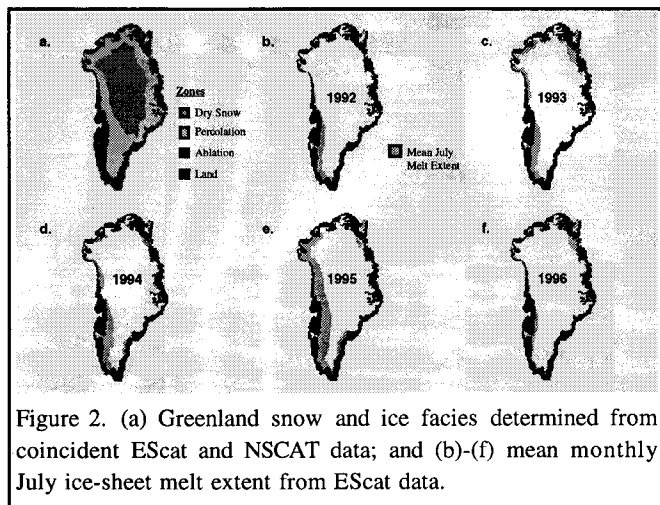 a.
b.
c.
Zones
Dry Snow
Percolation
Ablation
Land
1992
Mean July
Melt Extent
1993
d.
e.
f.
1994
1995
1996
Figure 2. (a) Greenland snow and ice facies determined from
coincident EScat and NSCAT data; and (b)-(f) mean monthly
July ice-sheet melt extent from EScat data.